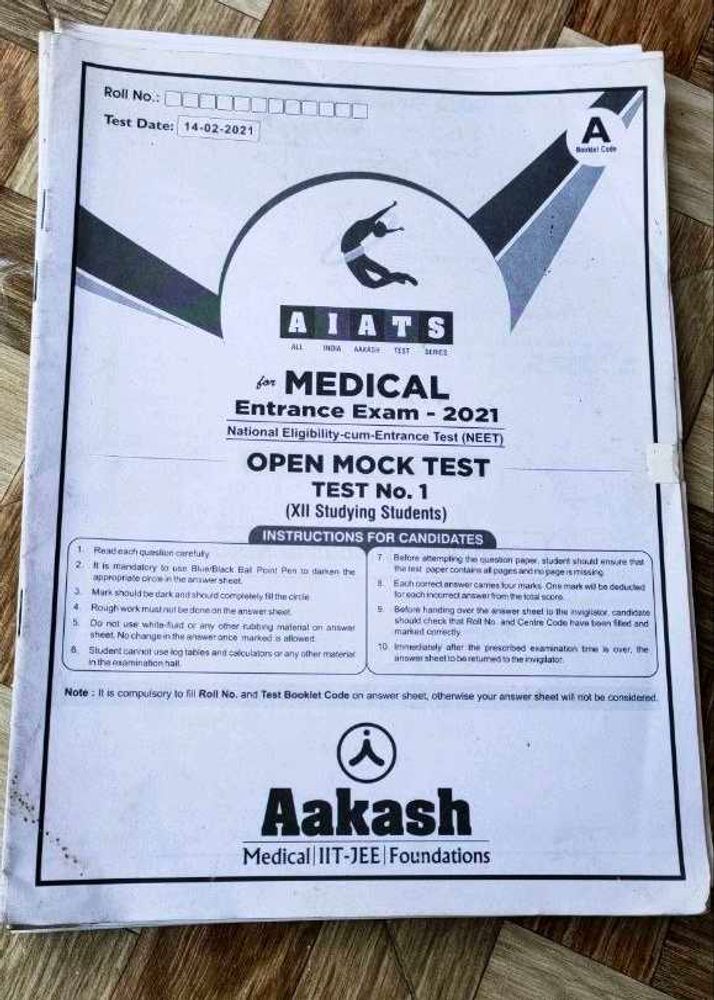 Roll No.:
Test Date: 14-02-2021
A
Booklet Code
AIATS
ALL INDIA AAKASH TEST SERIES
for MEDICAL
Entrance Exam - 2021
National Eligibility-cum-Entrance Test (NEET)
OPEN MOCK TEST
TEST No. 1
(XII Studying Students)
INSTRUCTIONS FOR CANDIDATES
1. Read each question carefully.
2. It is mandatory to use Blue/Black Ball Point Pen to darken the
appropriate circle in the answer sheet.
3. Mark should be dark and should completely fill the circle.
4. Rough work must not be done on the answer sheet.
5. Do not use white-fluid or any other rubbing material on answer
sheet. No change in the answer once marked is allowed.
6. Student cannot use log tables and calculators or any other material
in the examination hall.
7. Before attempting the question paper, student should ensure that
the test paper contains all pages and no page is missing.
8. Each correct answer carries four marks. One mark will be deducted
for each incorrect answer from the total score.
9. Before handing over the answer sheet to the invigilator, candidate
should check that Roll No. and Centre Code have been filled and
marked correctly.
10. Immediately after the prescribed examination time is over, the
answer sheet to be returned to the invigilator.
Note : It is compulsory to fill Roll No. and Test Booklet Code on answer sheet, otherwise your answer sheet will not be considered.
Aakash
Medical|IIT-JEE|Foundations